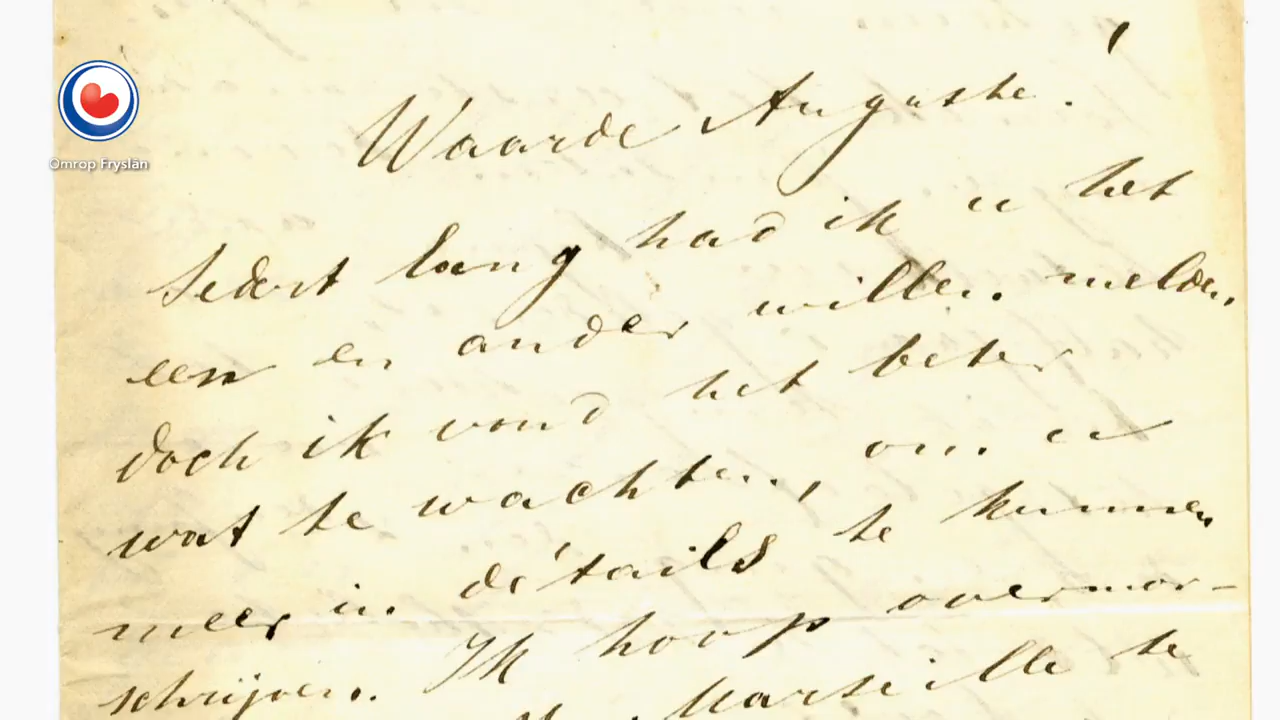 Omrop Fryslân
Waarde Auguste!
Sedert lang had ik u het
een en ander willen melden
doch ik vond het beter
wat te wachten, om u
meer in détails te kunnen
schrijven. Ik hoop overmor-
Marseille te